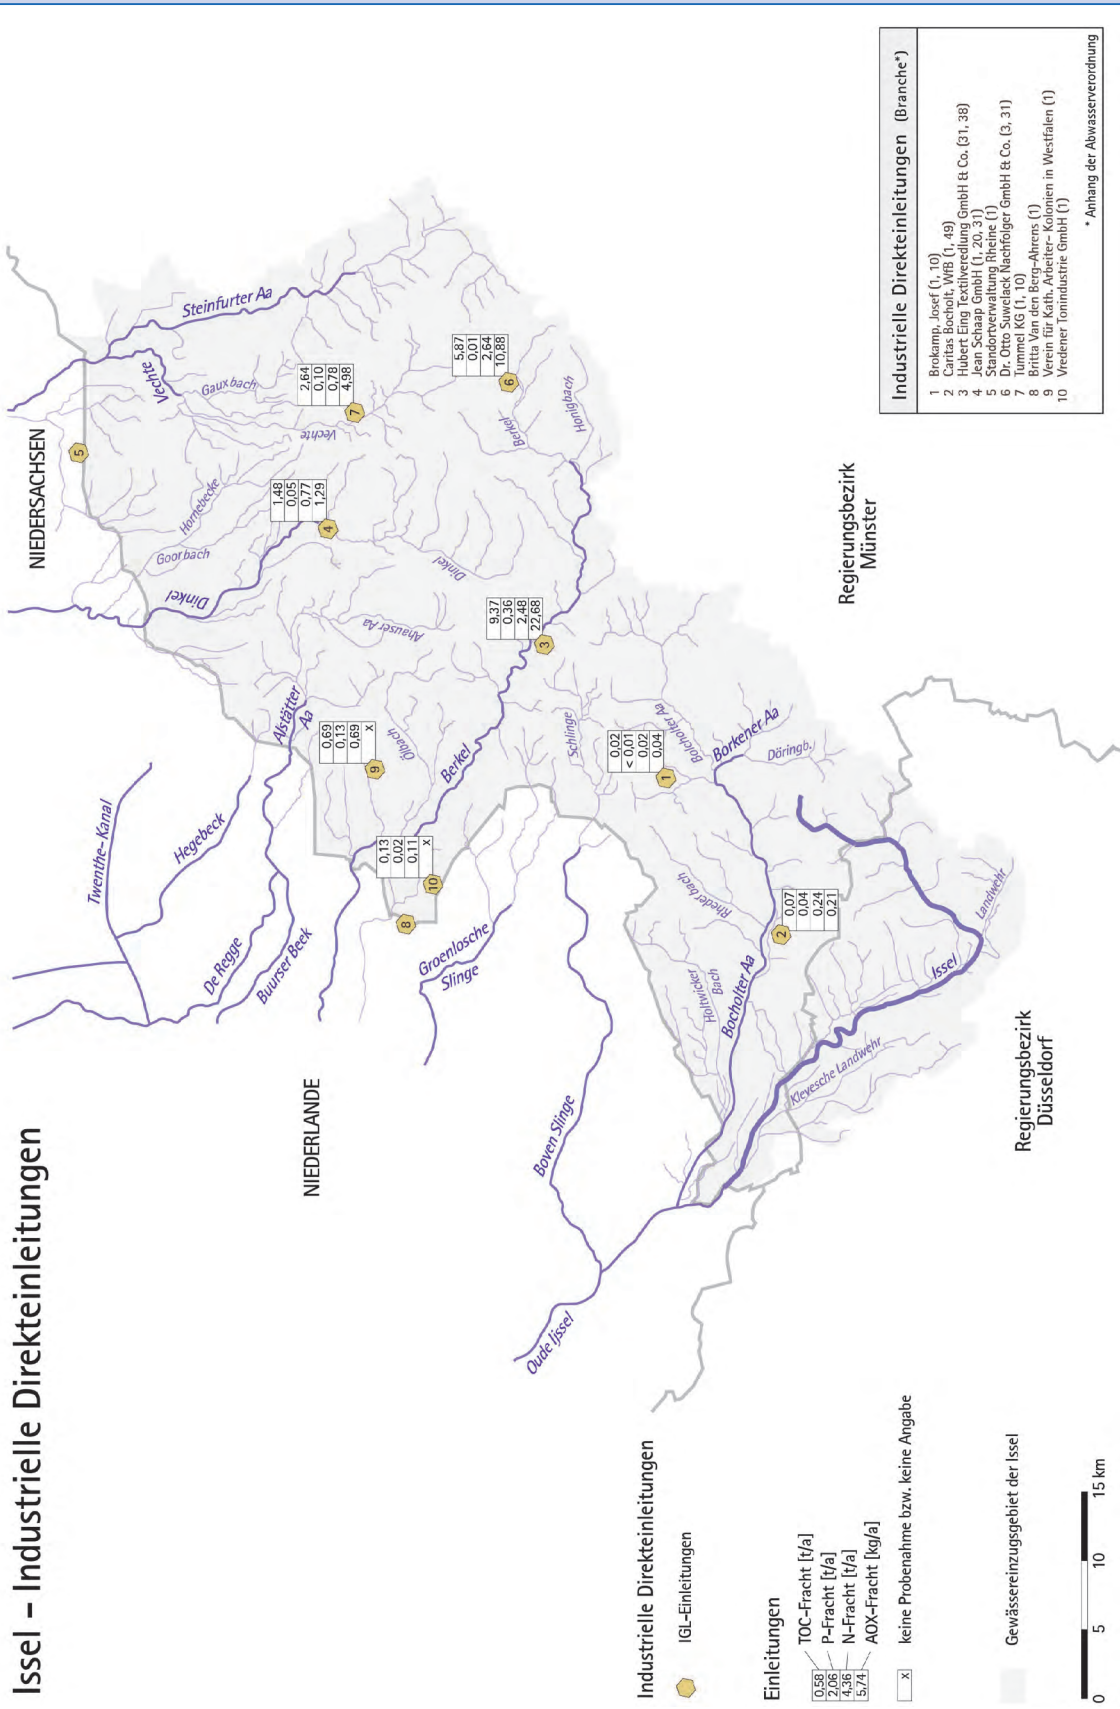 Issel – Industrielle Direkteinleitungen
NIEDERSACHSEN
NIEDERLANDE
Regierungsbezirk
Münster
Regierungsbezirk
Düsseldorf
Steinfurter Aa
Vechte
Gauxbach
Vechte
Hornebecke
Goorbach
Dinkel
Dinkel
Ahauser Aa
Alstätter
Aa
Ölbach
Berkel
Berkel
Honigbach
Schlinge
Bocholter Aa
Borkener Aa
Döringb.
Rhederbach
Holtwicker
Bach
Bocholter Aa
Issel
Landwehr
Klevesche Landwehr
Twenthe–Kanal
Hegebeck
De Regge
Buurser Beek
Groenlosche
Slinge
Boven Slinge
Oude Ijssel
1
0,02
< 0,01
0,02
0,04
2
0,07
0,04
0,24
0,21
3
9,37
0,36
2,48
22,68
4
1,48
0,05
0,77
1,29
5
6
5,87
0,01
2,64
10,88
7
2,64
0,10
0,78
4,98
8
9
0,69
0,13
0,69
x
10
0,13
0,02
0,11
x
Industrielle Direkteinleitungen (Branche*)
1 Brokamp, Josef (1, 10)
2 Caritas Bocholt, WfB (1, 49)
3 Hubert Eing Textilveredlung GmbH & Co. (31, 38)
4 Jean Schaap GmbH (1, 20, 31)
5 Standortverwaltung Rheine (1)
6 Dr. Otto Suwelack Nachfolger GmbH & Co. (3, 31)
7 Tummel KG (1, 10)
8 Britta Van den Berg–Ahrens (1)
9 Verein für Kath. Arbeiter– Kolonien in Westfalen (1)
10 Vredener Tonindustrie GmbH (1)
* Anhang der Abwasserverordnung
Industrielle Direkteinleitungen
IGL–Einleitungen
Einleitungen
0,58 TOC–Fracht [t/a]
2,06 P–Fracht [t/a]
4,36 N–Fracht [t/a]
5,74 AOX–Fracht [kg/a]
x keine Probenahme bzw. keine Angabe
Gewässereinzugsgebiet der Issel
0 5 10 15 km